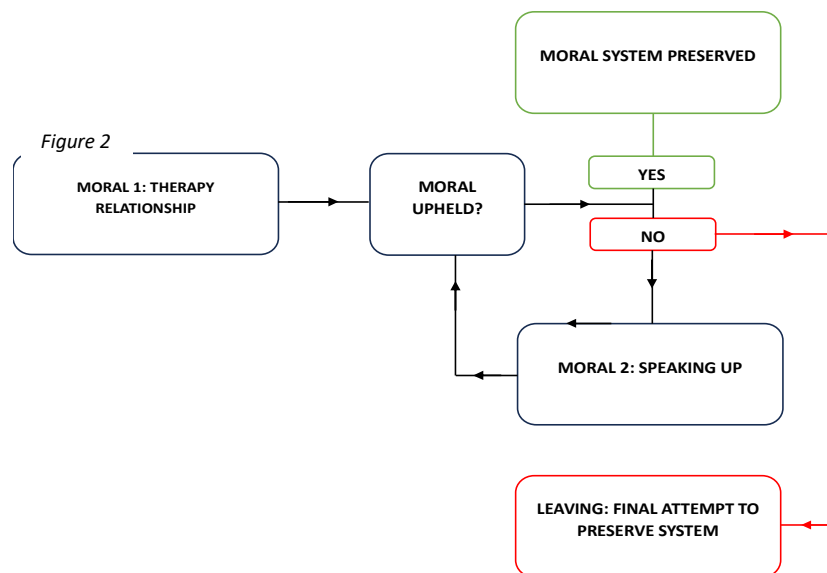 MORAL SYSTEM PRESERVED
Figure 2
MORAL 1: THERAPY
RELATIONSHIP
MORAL
UPHELD?
YES
NO
MORAL 2: SPEAKING UP
LEAVING: FINAL ATTEMPT TO
PRESERVE SYSTEM